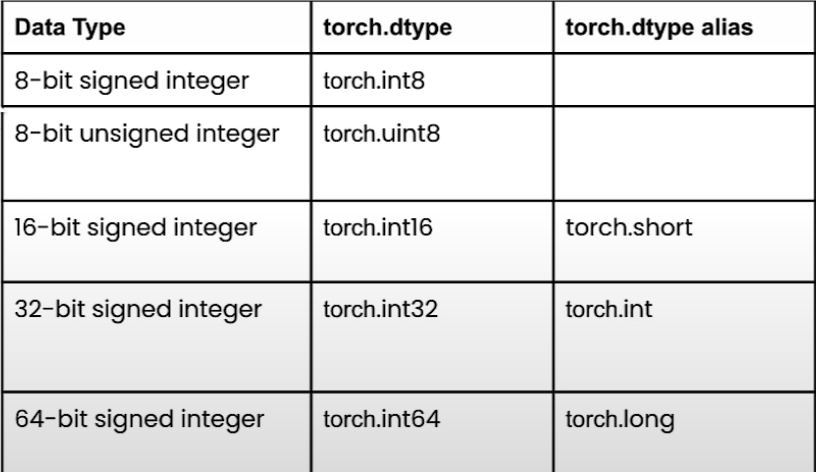 Data Type torch.dtype torch.dtype alias
8-bit signed integer torch.int8
8-bit unsigned integer torch.uint8
16-bit signed integer torch.int16 torch.short
32-bit signed integer torch.int32 torch.int
64-bit signed integer torch.int64 torch.long